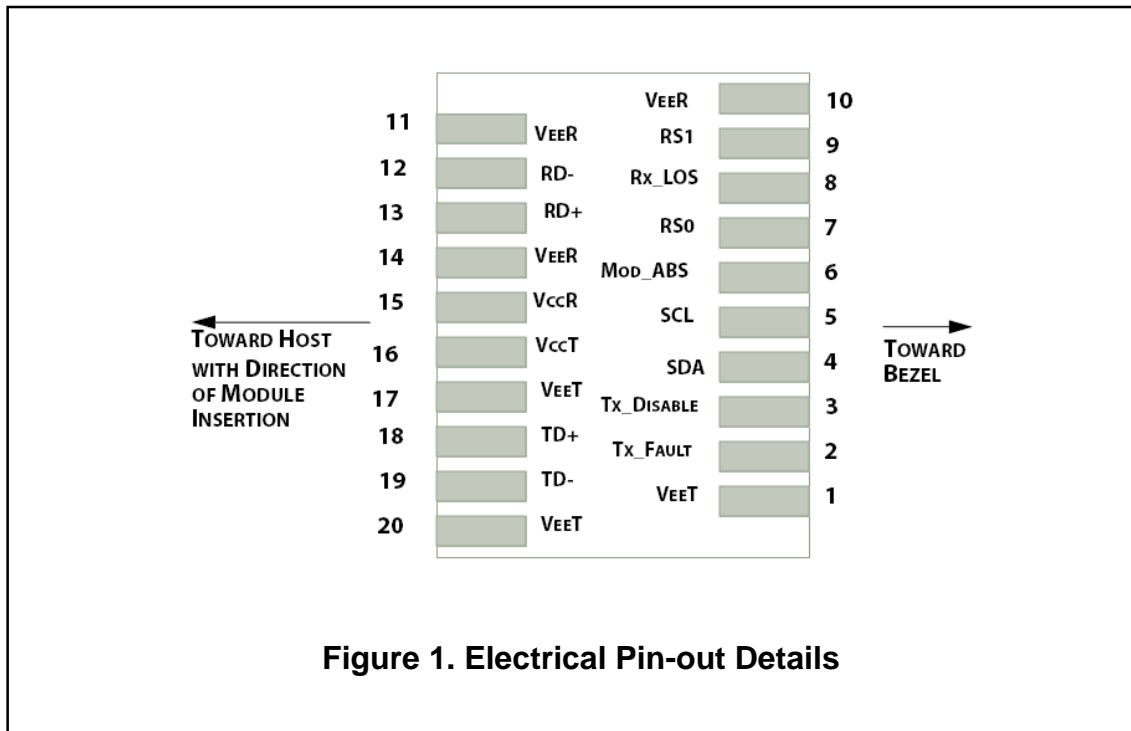 11 VEER
12 RD-
13 RD+
14 VEER
15 VccR
16 VccT
17 VEET
18 TD+
19 TD-
20 VEET
VEER 10
RS1 9
RX_LOS 8
RS0 7
MOD_ABS 6
SCL 5
SDA 4
TX_DISABLE 3
TX_FAULT 2
VEET 1
TOWARD HOST
WITH DIRECTION
OF MODULE
INSERTION
TOWARD
BEZEL
Figure 1. Electrical Pin-out Details